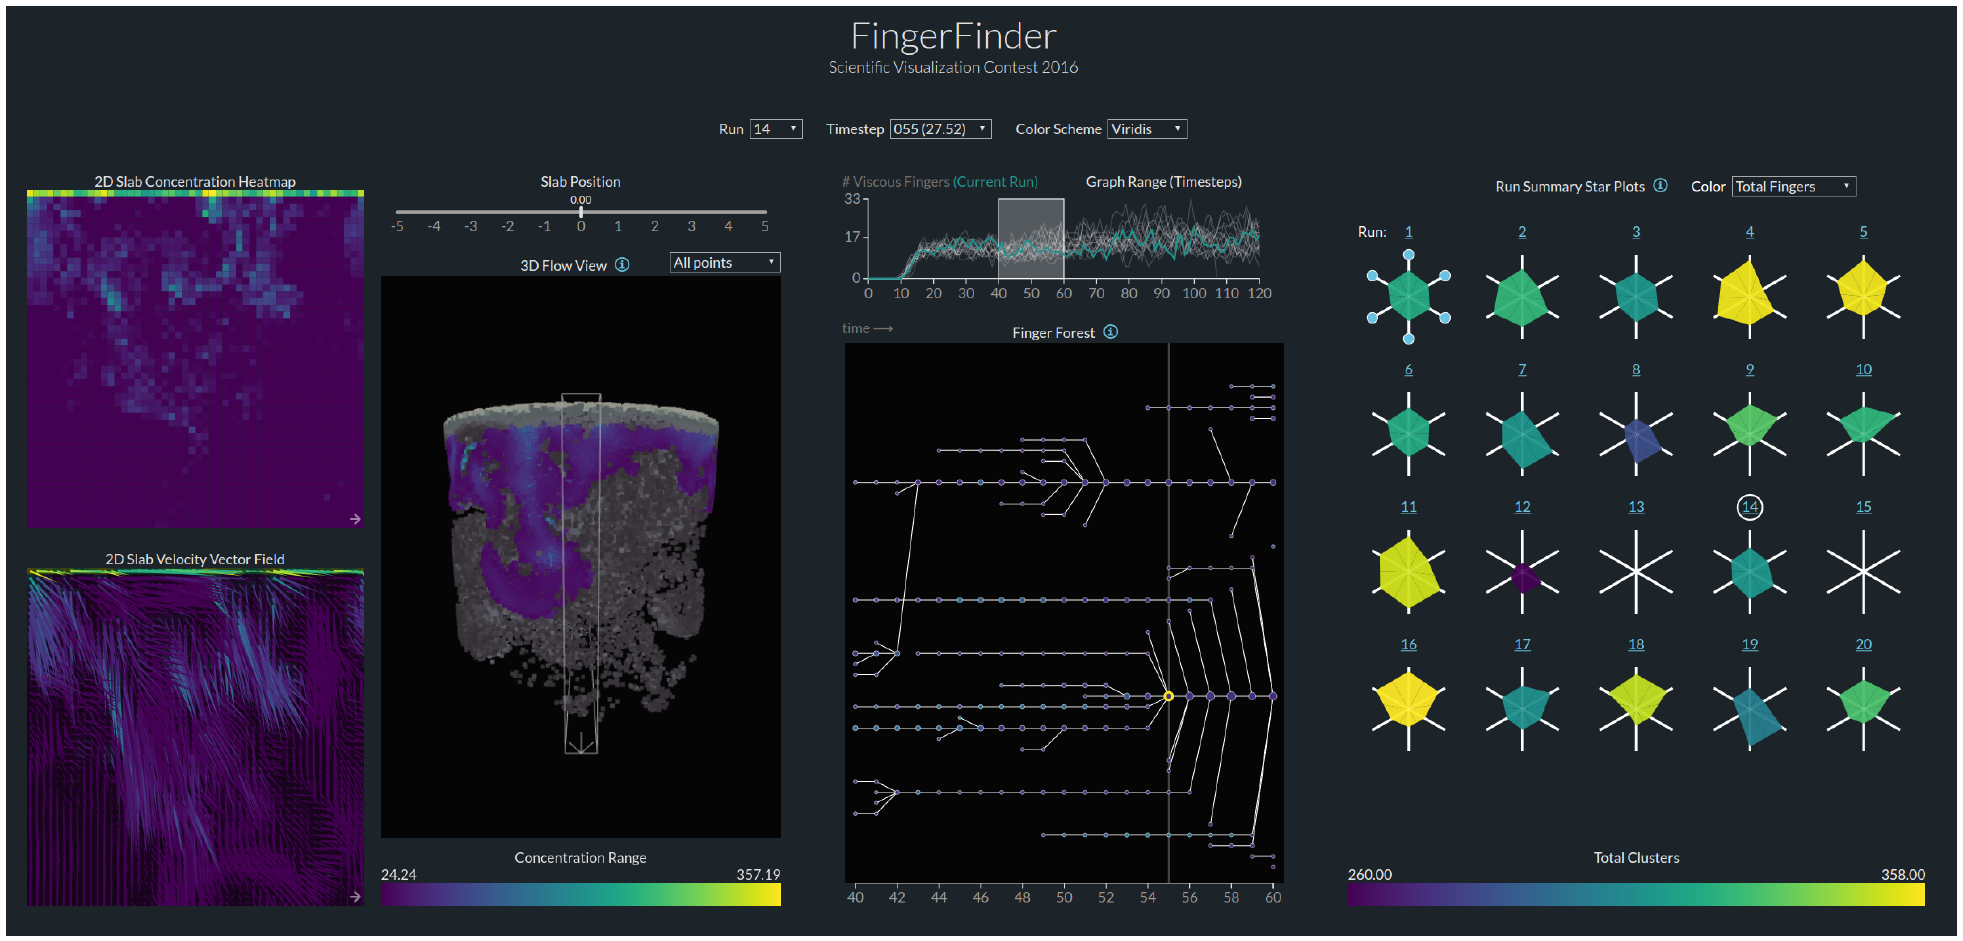 FingerFinder
Scientific Visualization Contest 2016
Run 14 Timestep 055 (27.52) Color Scheme Viridis
2D Slab Concentration Heatmap
2D Slab Velocity Vector Field
Slab Position
0.00
-5 -4 -3 -2 -1 0 1 2 3 4 5
3D Flow View i All points
Concentration Range
24.24 357.19
# Viscous Fingers (Current Run) Graph Range (Timesteps)
33
17
0
0 10 20 30 40 50 60 70 80 90 100 110 120
time →
Finger Forest i
40 42 44 46 48 50 52 54 56 58 60
Run Summary Star Plots i Color Total Fingers
Run: 1 2 3 4 5
6 7 8 9 10
11 12 13 14 15
16 17 18 19 20
Total Clusters
260.00 358.00